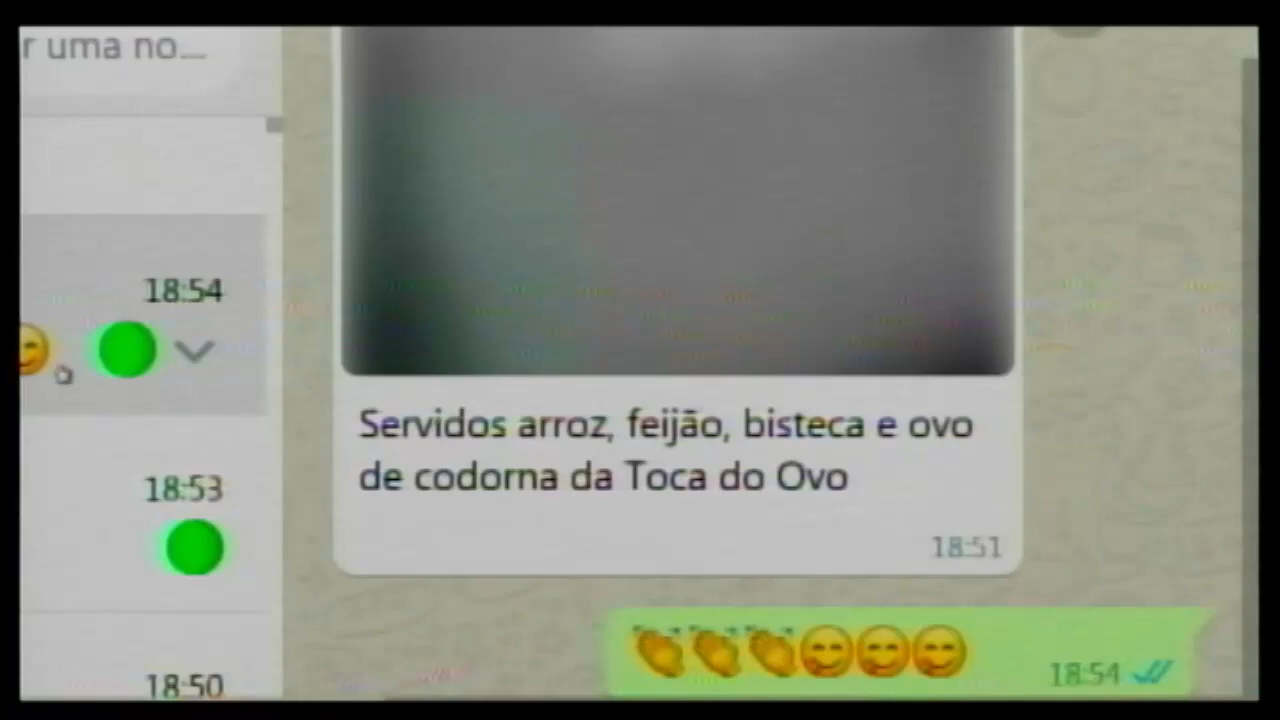 r uma no...
18:54
18:53
18:50
Servidos arroz, feijão, bisteca e ovo
de codorna da Toca do Ovo
18:51
👏👏👏😊😊😊
18:54